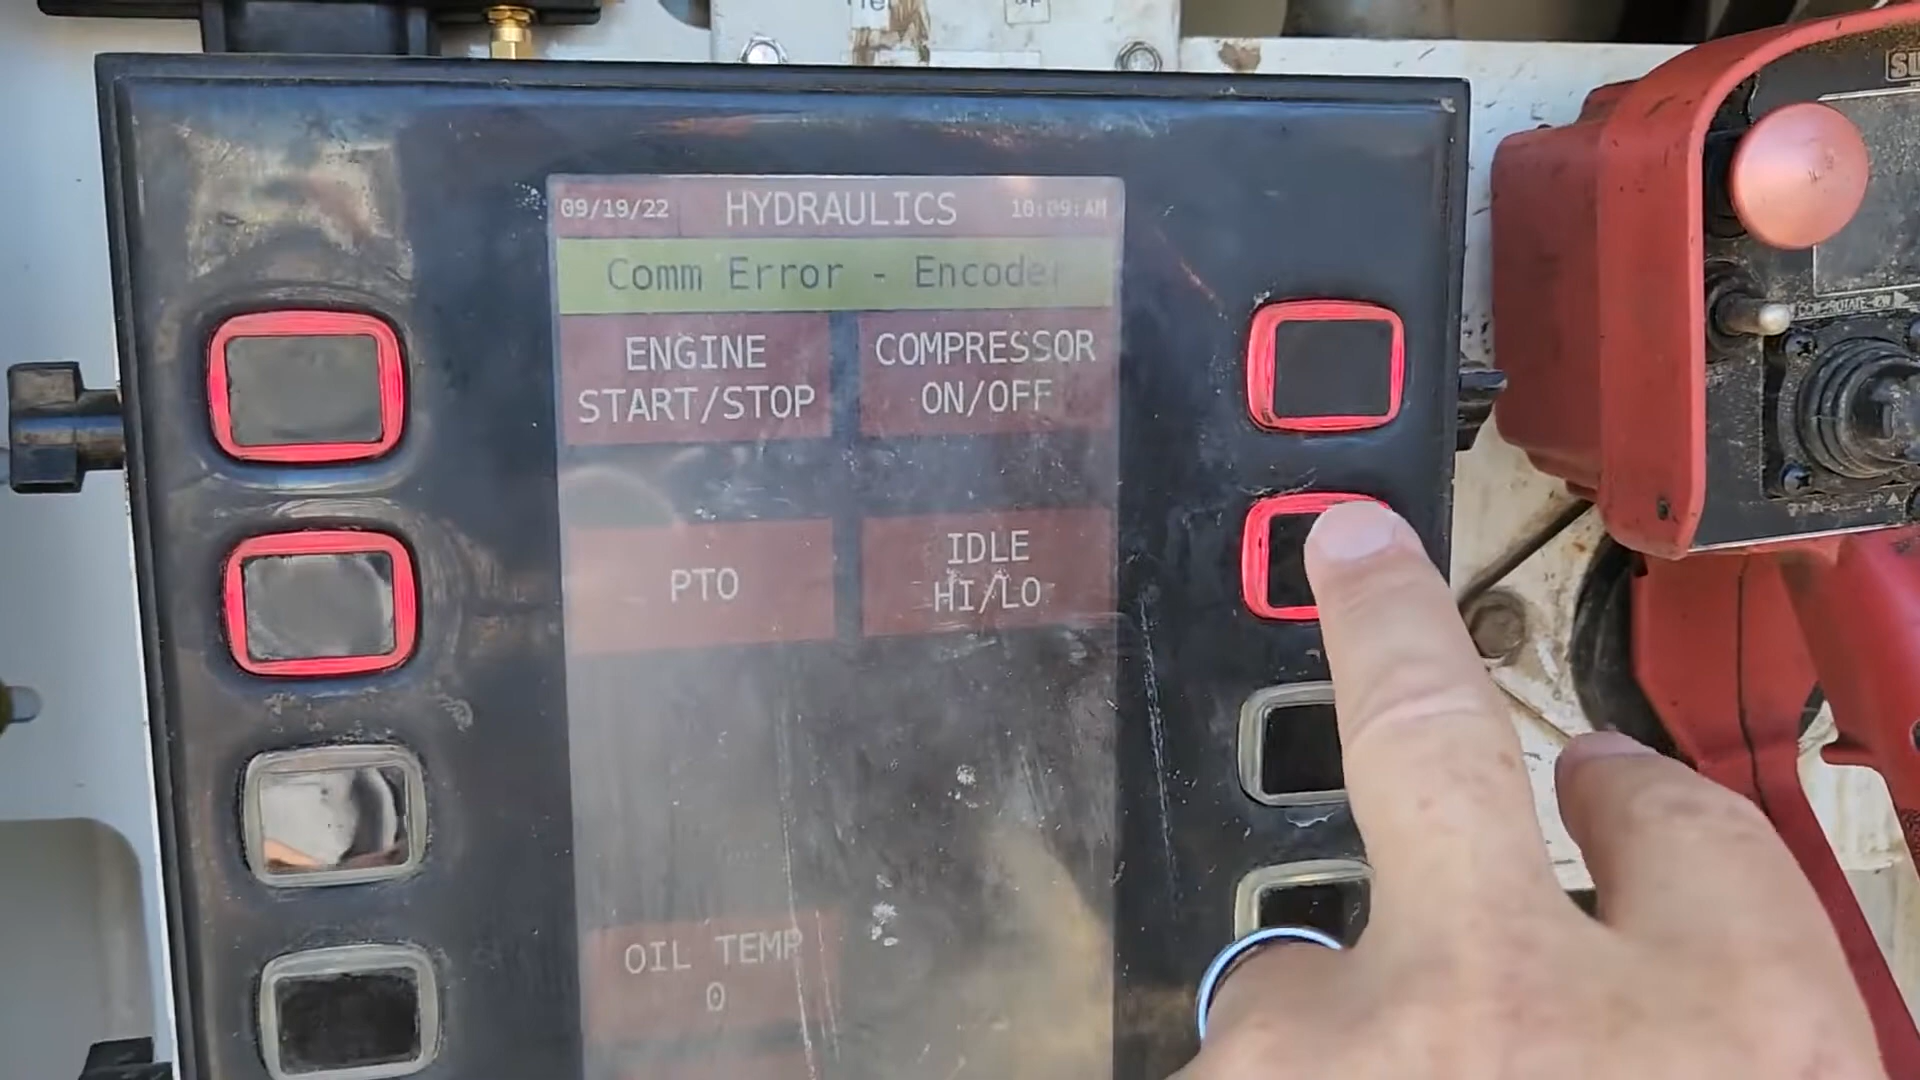 09/19/22 HYDRAULICS 10:09:AM
Comm Error - Encoder
ENGINE
START/STOP
COMPRESSOR
ON/OFF
PTO
IDLE
HI/LO
OIL TEMP
0